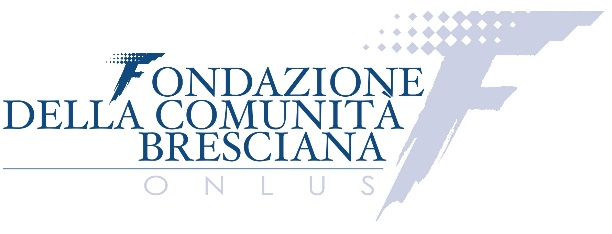 FONDAZIONE
DELLA COMUNITÀ
BRESCIANA
ONLUS